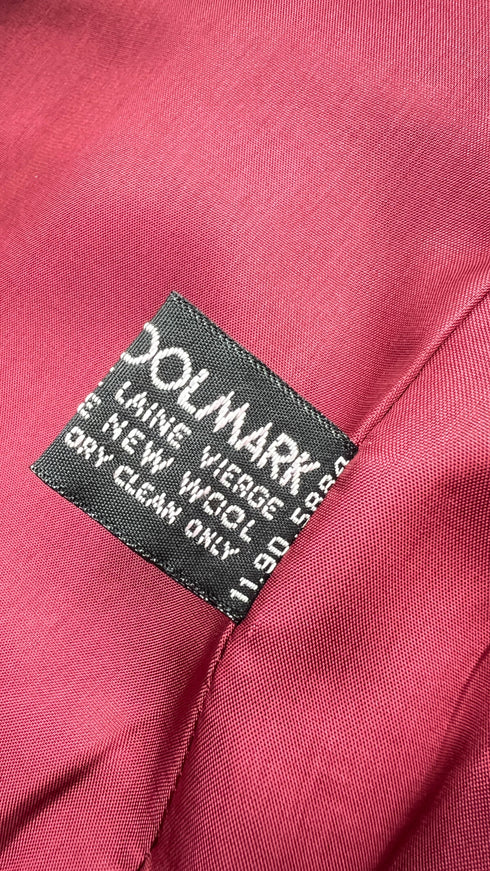 OOLMARK
LAINE VIERGE
E NEW WOOL
DRY CLEAN ONLY
11.90